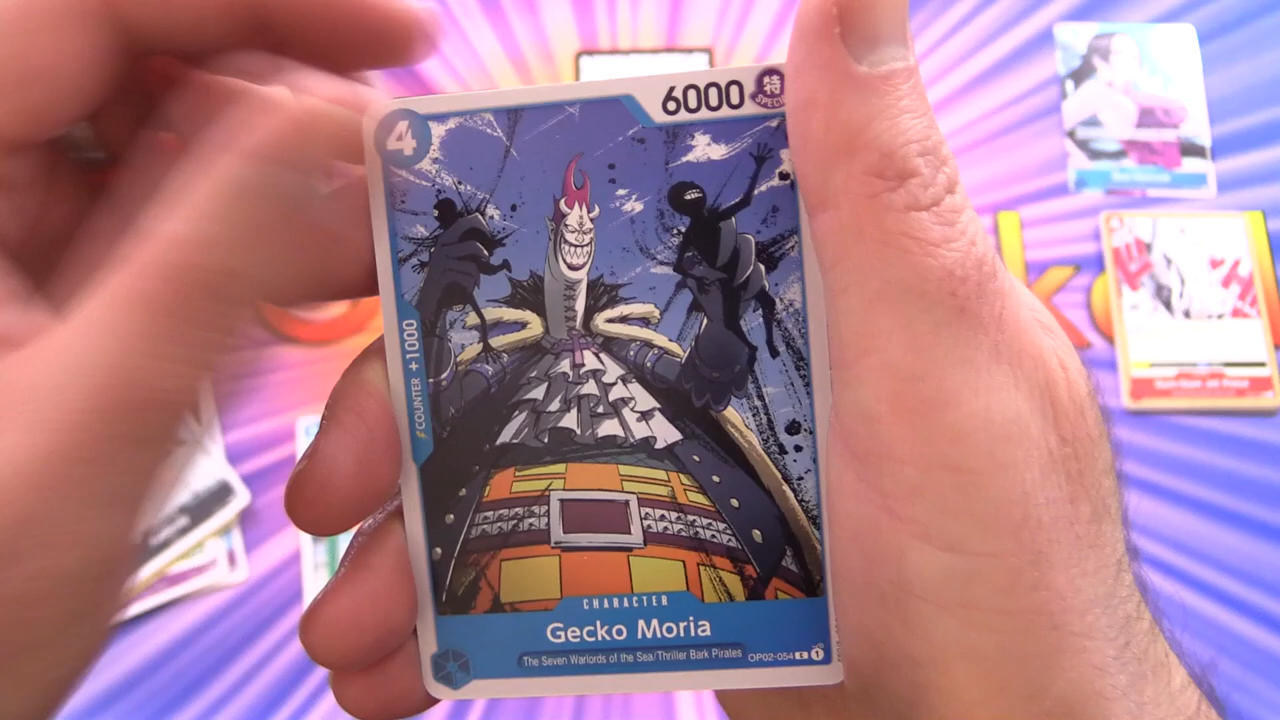 4
6000
特
SPECI
COUNTER +1000
CHARACTER
Gecko Moria
The Seven Warlords of the Sea/Thriller Bark Pirates
OP02-054 C 1